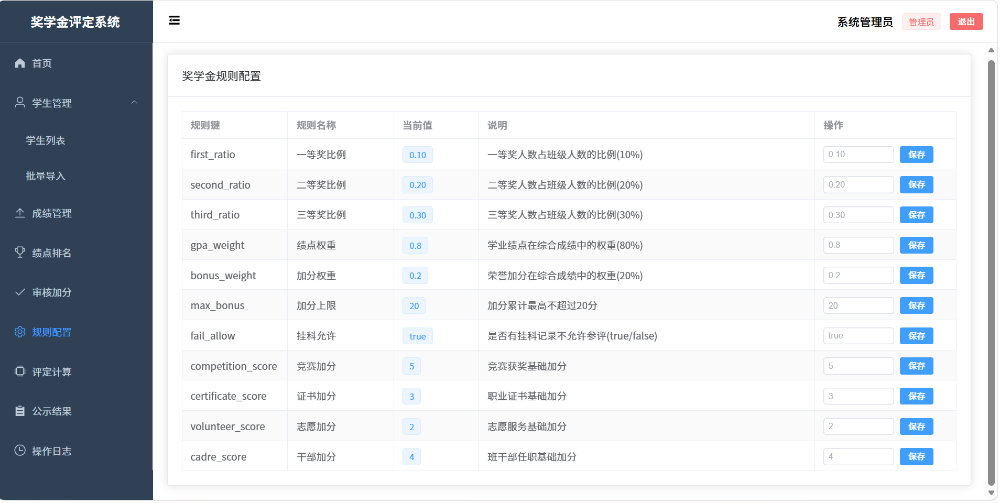 奖学金评定系统
系统管理员 管理员 退出
首页
学生管理
学生列表
批量导入
成绩管理
绩点排名
审核加分
规则配置
评定计算
公示结果
操作日志
奖学金规则配置
规则键 规则名称 当前值 说明 操作
first_ratio 一等奖比例 0.10 一等奖人数占班级人数的比例(10%) 0.10 保存
second_ratio 二等奖比例 0.20 二等奖人数占班级人数的比例(20%) 0.20 保存
third_ratio 三等奖比例 0.30 三等奖人数占班级人数的比例(30%) 0.30 保存
gpa_weight 绩点权重 0.8 学业绩点在综合成绩中的权重(80%) 0.8 保存
bonus_weight 加分权重 0.2 荣誉加分在综合成绩中的权重(20%) 0.2 保存
max_bonus 加分上限 20 加分累计最高不超过20分 20 保存
fail_allow 挂科允许 true 是否有挂科记录不允许参评(true/false) true 保存
competition_score 竞赛加分 5 竞赛获奖基础加分 5 保存
certificate_score 证书加分 3 职业证书基础加分 3 保存
volunteer_score 志愿加分 2 志愿服务基础加分 2 保存
cadre_score 干部加分 4 班干部任职基础加分 4 保存